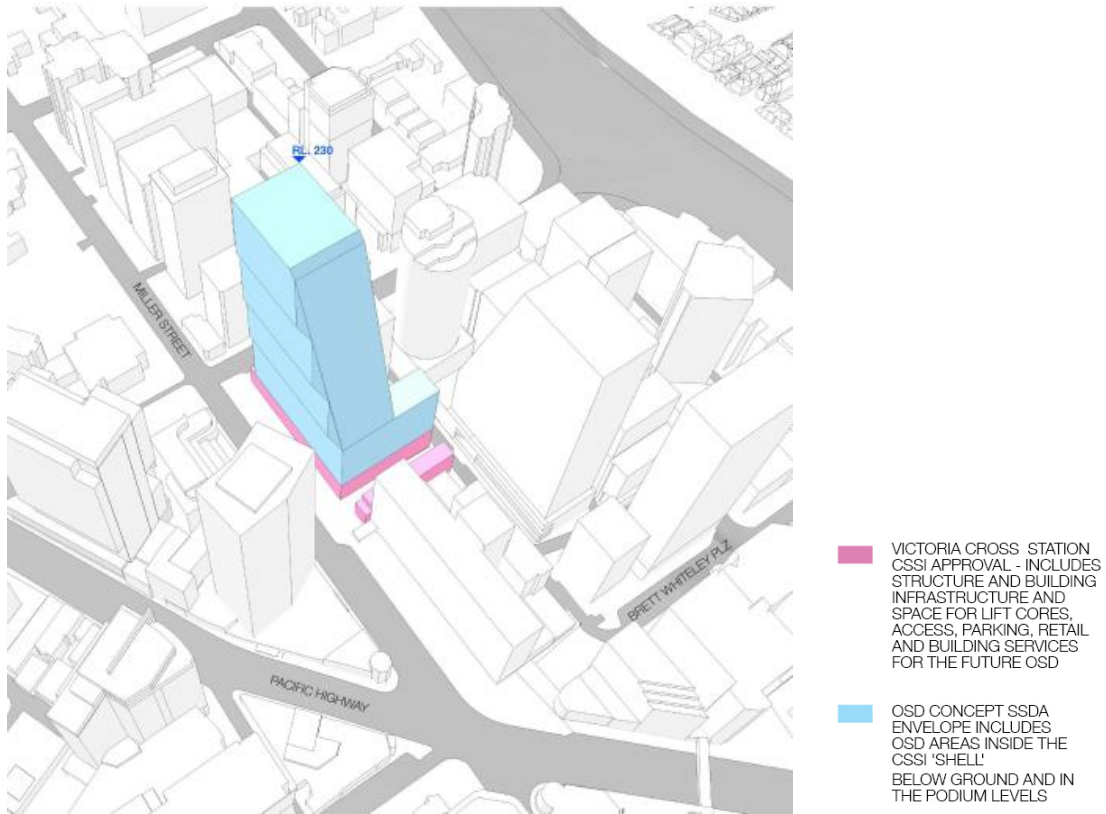 RL. 230
MILLER STREET
BRETT WHITELEY PLZ
PACIFIC HIGHWAY
VICTORIA CROSS STATION
CSSI APPROVAL - INCLUDES
STRUCTURE AND BUILDING
INFRASTRUCTURE AND
SPACE FOR LIFT CORES,
ACCESS, PARKING, RETAIL
AND BUILDING SERVICES
FOR THE FUTURE OSD
OSD CONCEPT SSDA
ENVELOPE INCLUDES
OSD AREAS INSIDE THE
CSSI 'SHELL'
BELOW GROUND AND IN
THE PODIUM LEVELS